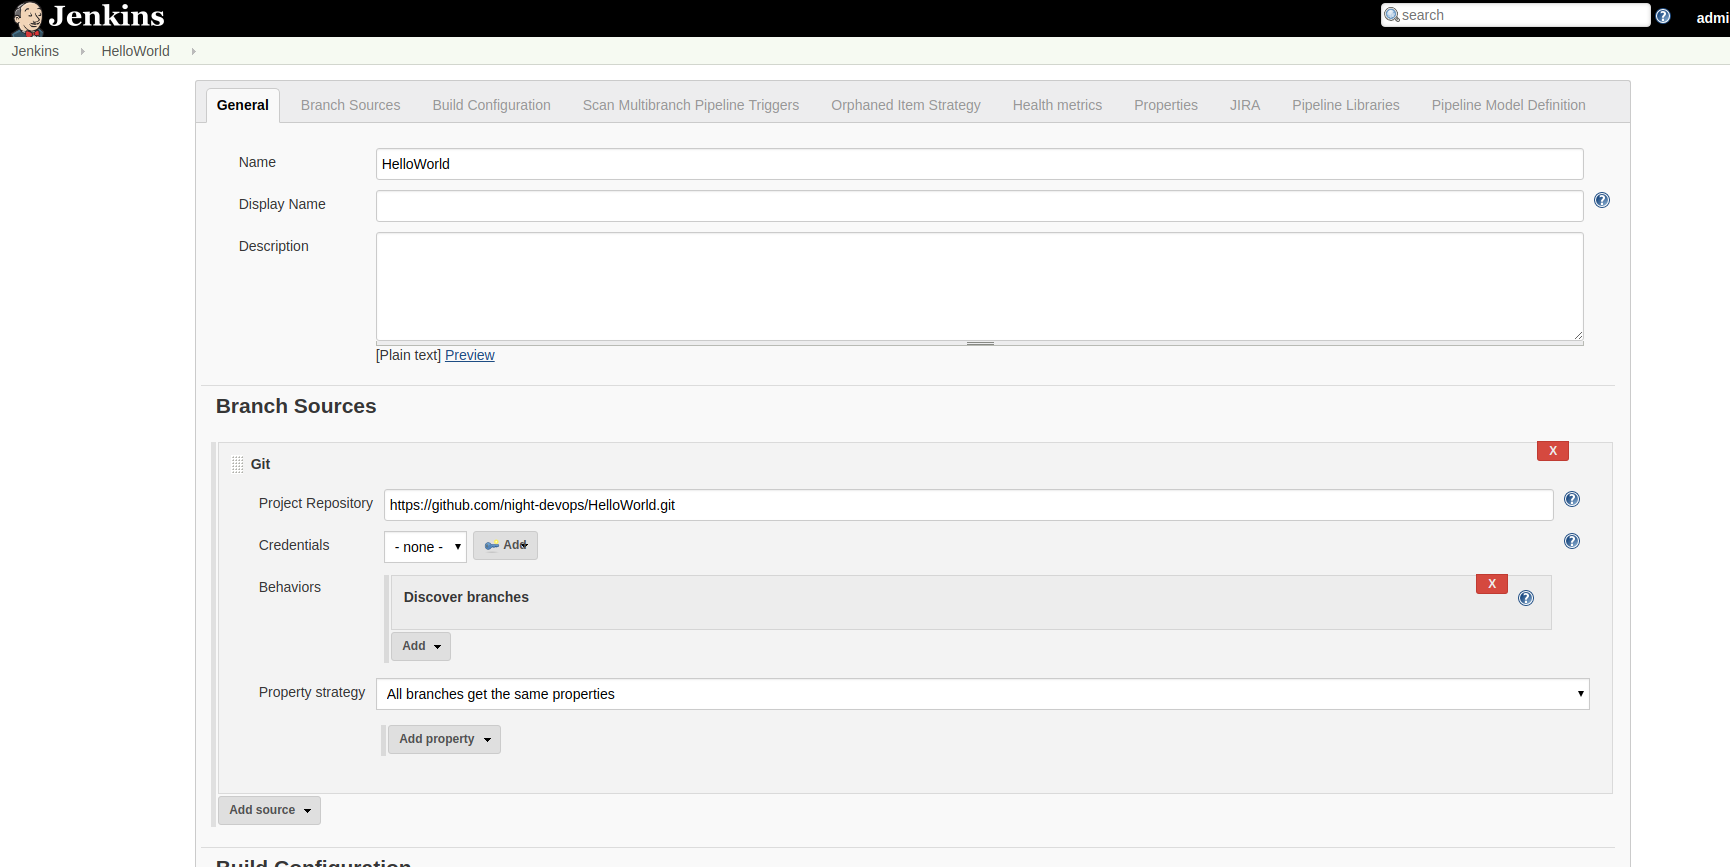 Jenkins
search
admi
Jenkins HelloWorld
General Branch Sources Build Configuration Scan Multibranch Pipeline Triggers Orphaned Item Strategy Health metrics Properties JIRA Pipeline Libraries Pipeline Model Definition
Name HelloWorld
Display Name
Description
[Plain text] Preview
Branch Sources
X
Git
Project Repository https://github.com/night-devops/HelloWorld.git
Credentials - none - Add
Behaviors
X
Discover branches
Add
Property strategy All branches get the same properties
Add property
Add source
Build Configuration